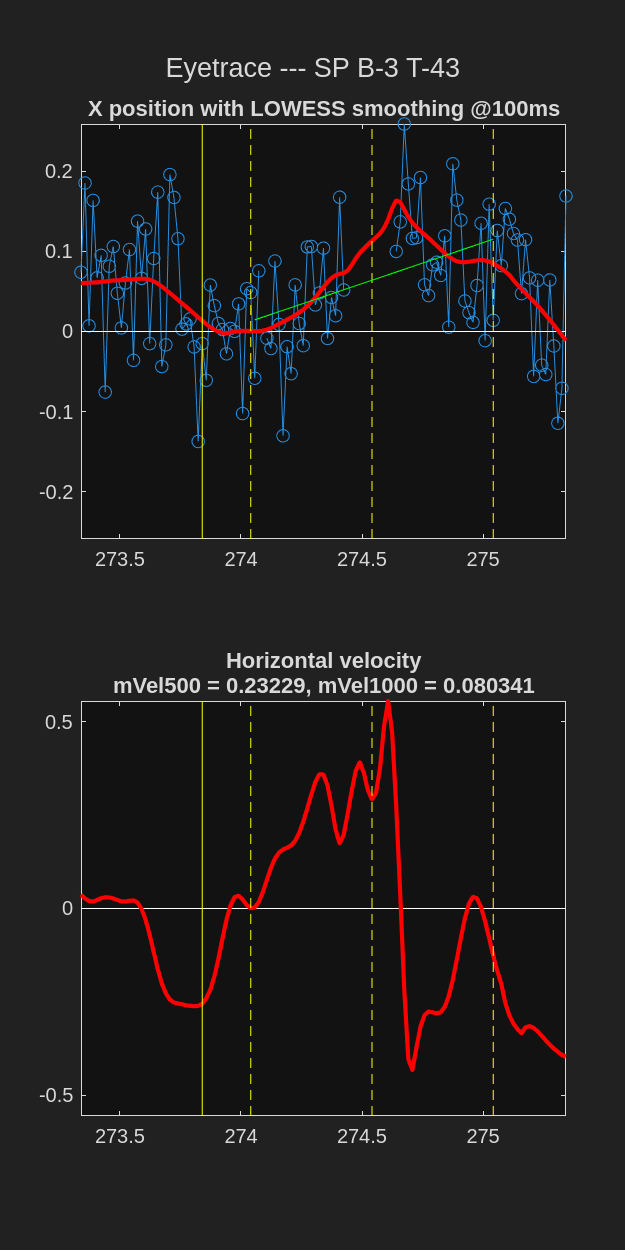 Eyetrace --- SP B-3 T-43
X position with LOWESS smoothing @100ms
0.2
0.1
0
-0.1
-0.2
273.5 274 274.5 275
Horizontal velocity
mVel500 = 0.23229, mVel1000 = 0.080341
0.5
0
-0.5
273.5 274 274.5 275